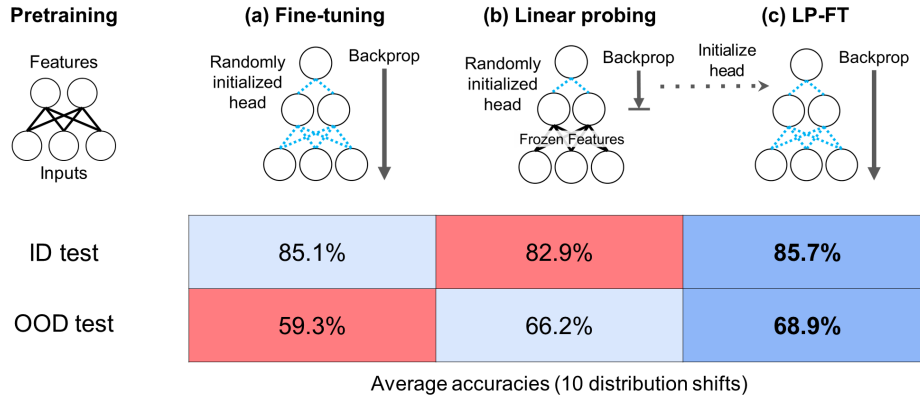 Pretraining
(a) Fine-tuning
(b) Linear probing
(c) LP-FT
Features
Inputs
Randomly
initialized
head
Backprop
Randomly
initialized
head
Backprop
Frozen Features
Initialize
head
Backprop
ID test
85.1%
82.9%
85.7%
OOD test
59.3%
66.2%
68.9%
Average accuracies (10 distribution shifts)